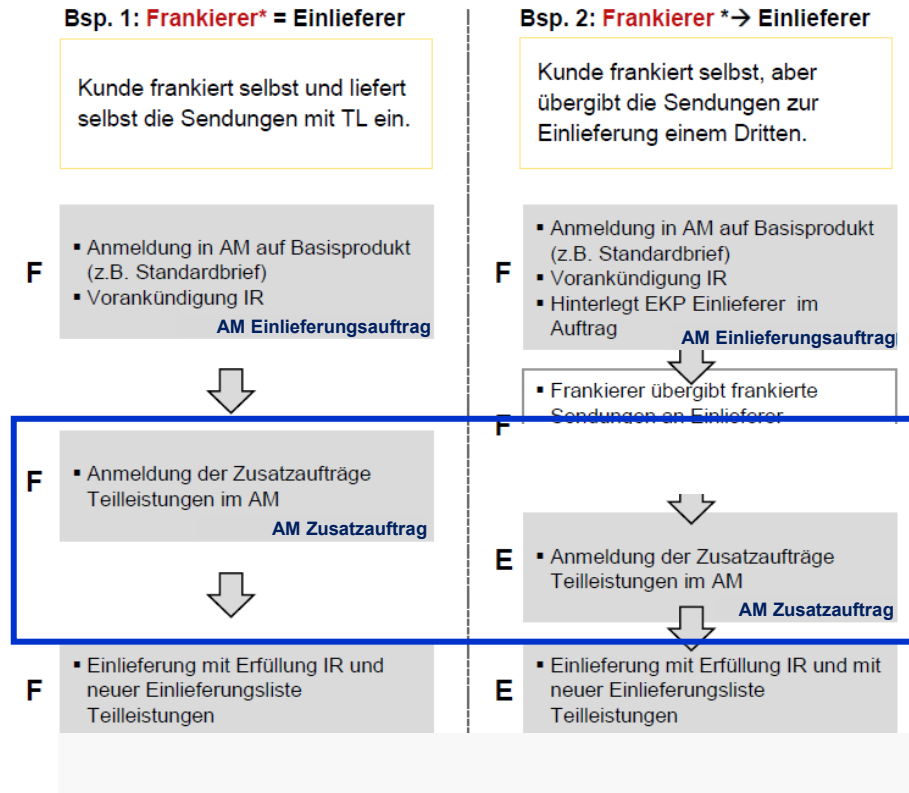 Bsp. 1: Frankierer* = Einlieferer
Kunde frankiert selbst und liefert
selbst die Sendungen mit TL ein.
F
▪ Anmeldung in AM auf Basisprodukt
(z.B. Standardbrief)
▪ Vorankündigung IR
AM Einlieferungsauftrag
F
▪ Anmeldung der Zusatzaufträge
Teilleistungen im AM
AM Zusatzauftrag
F
▪ Einlieferung mit Erfüllung IR und
neuer Einlieferungsliste
Teilleistungen
Bsp. 2: Frankierer *→ Einlieferer
Kunde frankiert selbst, aber
übergibt die Sendungen zur
Einlieferung einem Dritten.
F
▪ Anmeldung in AM auf Basisprodukt
(z.B. Standardbrief)
▪ Vorankündigung IR
▪ Hinterlegt EKP Einlieferer im
Auftrag
AM Einlieferungsauftrag
F
▪ Frankierer übergibt frankierte
Sendungen an Einlieferer
E
▪ Anmeldung der Zusatzaufträge
Teilleistungen im AM
AM Zusatzauftrag
E
▪ Einlieferung mit Erfüllung IR und mit
neuer Einlieferungsliste
Teilleistungen